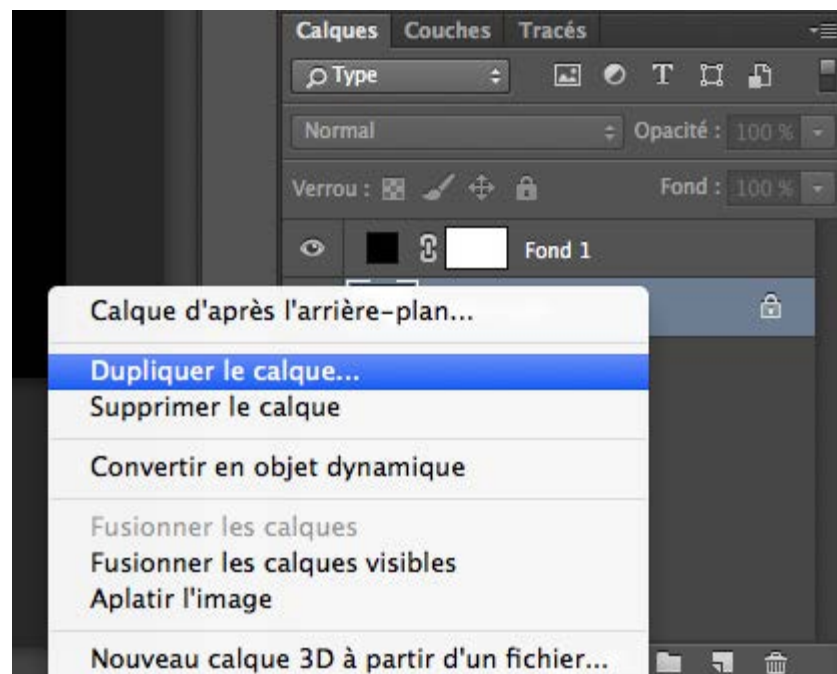 Calques Couches Tracés
Type
Normal Opacité : 100 %
Verrou : Fond : 100 %
Fond 1
Calque d'après l'arrière-plan...
Dupliquer le calque...
Supprimer le calque
Convertir en objet dynamique
Fusionner les calques
Fusionner les calques visibles
Aplatir l'image
Nouveau calque 3D à partir d'un fichier...